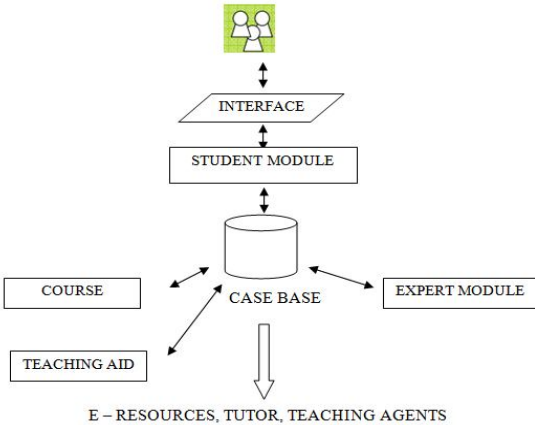 INTERFACE
STUDENT MODULE
COURSE
CASE BASE
EXPERT MODULE
TEACHING AID
E – RESOURCES, TUTOR, TEACHING AGENTS